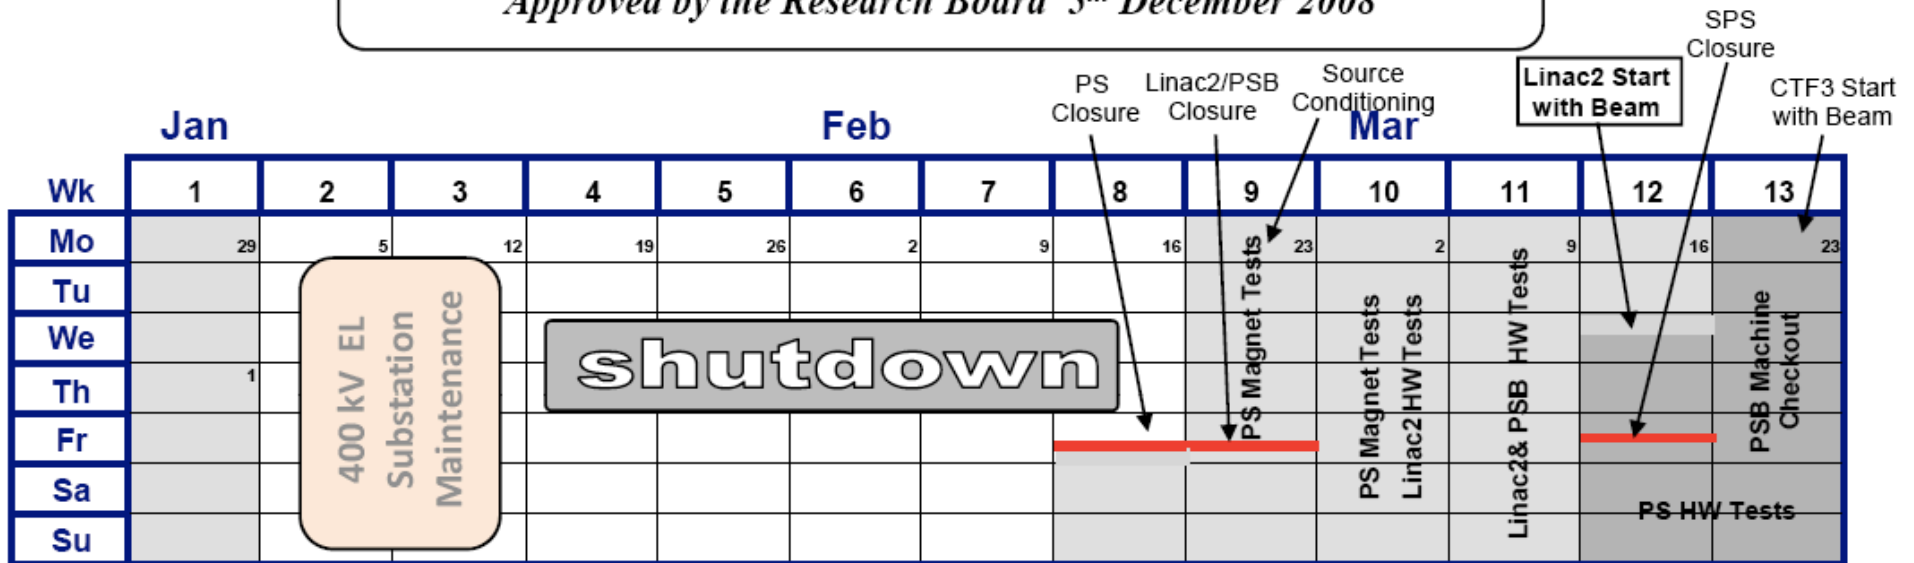 Approved by the Research Board 3rd December 2008
SPS
Closure
PS
Closure
Linac2/PSB
Closure
Source
Conditioning
Linac2 Start
with Beam
CTF3 Start
with Beam
Jan Feb Mar
Wk 1 2 3 4 5 6 7 8 9 10 11 12 13
Mo 29 5 12 19 26 2 9 16 23 2 9 16 23
Tu
We
Th 1
Fr
Sa
Su
400 kV EL
Substation
Maintenance
shutdown
PS Magnet Tests
PS Magnet Tests
Linac2 HW Tests
Linac2& PSB HW Tests
PSB Machine
Checkout
PS HW Tests